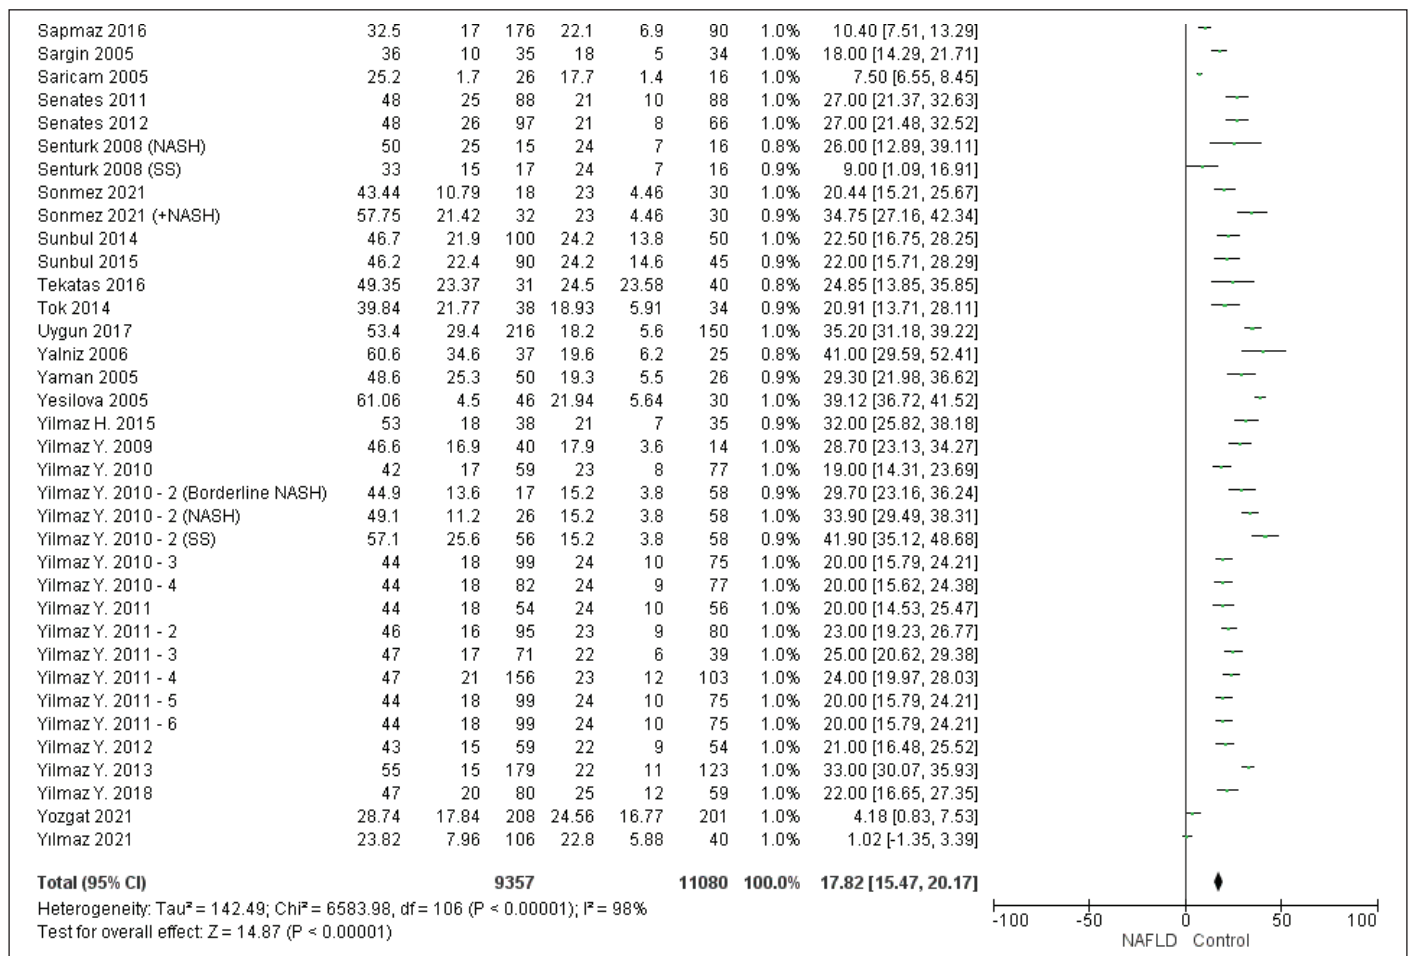 Sapmaz 2016 32.5 17 176 22.1 6.9 90 1.0% 10.40 [7.51, 13.29]
Sargin 2005 36 10 35 18 5 34 1.0% 18.00 [14.29, 21.71]
Saricam 2005 25.2 1.7 26 17.7 1.4 16 1.0% 7.50 [6.55, 8.45]
Senates 2011 48 25 88 21 10 88 1.0% 27.00 [21.37, 32.63]
Senates 2012 48 26 97 21 8 66 1.0% 27.00 [21.48, 32.52]
Senturk 2008 (NASH) 50 25 15 24 7 16 0.8% 26.00 [12.89, 39.11]
Senturk 2008 (SS) 33 15 17 24 7 16 0.9% 9.00 [1.09, 16.91]
Sonmez 2021 43.44 10.79 18 23 4.46 30 1.0% 20.44 [15.21, 25.67]
Sonmez 2021 (+NASH) 57.75 21.42 32 23 4.46 30 0.9% 34.75 [27.16, 42.34]
Sunbul 2014 46.7 21.9 100 24.2 13.8 50 0.9% 22.50 [16.75, 28.25]
Sunbul 2015 46.2 22.4 90 24.2 14.6 45 0.9% 22.00 [15.71, 28.29]
Tekatas 2016 49.35 23.37 31 24.5 23.58 40 0.8% 24.85 [13.85, 35.85]
Tok 2014 39.84 21.77 38 18.93 5.91 34 0.9% 20.91 [13.71, 28.11]
Uygun 2017 53.4 29.4 216 18.2 5.6 150 1.0% 35.20 [31.18, 39.22]
Yalniz 2006 60.6 34.6 37 19.6 6.2 25 0.8% 41.00 [29.59, 52.41]
Yaman 2005 48.6 25.3 50 19.3 5.5 26 0.9% 29.30 [21.98, 36.62]
Yesilova 2005 61.06 4.5 46 21.94 5.64 30 1.0% 39.12 [36.72, 41.52]
Yilmaz H. 2015 53 18 38 21 7 35 1.0% 32.00 [25.82, 38.18]
Yilmaz Y. 2009 46.6 16.9 40 17.9 3.6 14 1.0% 28.70 [23.13, 34.27]
Yilmaz Y. 2010 42 17 59 23 8 77 1.0% 19.00 [14.31, 23.69]
Yilmaz Y. 2010 - 2 (Borderline NASH) 44.9 13.6 17 15.2 3.8 58 0.9% 29.70 [23.16, 36.24]
Yilmaz Y. 2010 - 2 (NASH) 49.1 11.2 26 15.2 3.8 58 1.0% 33.90 [29.49, 38.31]
Yilmaz Y. 2010 - 2 (SS) 57.1 25.6 56 15.2 3.8 58 0.9% 41.90 [35.12, 48.68]
Yilmaz Y. 2010 - 3 44 18 99 24 10 75 1.0% 20.00 [15.79, 24.21]
Yilmaz Y. 2010 - 4 44 18 82 24 9 77 1.0% 20.00 [15.62, 24.38]
Yilmaz Y. 2011 44 18 54 24 10 56 1.0% 20.00 [14.53, 25.47]
Yilmaz Y. 2011 - 2 46 16 95 23 9 80 1.0% 23.00 [19.23, 26.77]
Yilmaz Y. 2011 - 3 47 17 71 22 6 39 1.0% 25.00 [20.62, 29.38]
Yilmaz Y. 2011 - 4 47 21 156 23 12 103 1.0% 24.00 [19.97, 28.03]
Yilmaz Y. 2011 - 5 44 18 99 24 10 75 1.0% 20.00 [15.79, 24.21]
Yilmaz Y. 2011 - 6 44 18 99 24 10 75 1.0% 20.00 [15.79, 24.21]
Yilmaz Y. 2012 43 15 59 22 9 54 1.0% 21.00 [16.48, 25.52]
Yilmaz Y. 2013 55 15 179 22 11 123 1.0% 33.00 [30.07, 35.93]
Yilmaz Y. 2018 47 20 80 25 12 59 1.0% 22.00 [16.65, 27.35]
Yozgat 2021 28.74 17.84 208 24.56 16.77 201 1.0% 4.18 [0.83, 7.53]
Yılmaz 2021 23.82 7.96 106 22.8 5.88 40 1.0% 1.02 [-1.35, 3.39]
Total (95% CI) 9357 11080 100.0% 17.82 [15.47, 20.17]
Heterogeneity: Tau² = 142.49; Chi² = 6583.98, df = 106 (P < 0.00001); I² = 98%
Test for overall effect: Z = 14.87 (P < 0.00001)
-100 -50 0 50 100
NAFLD Control